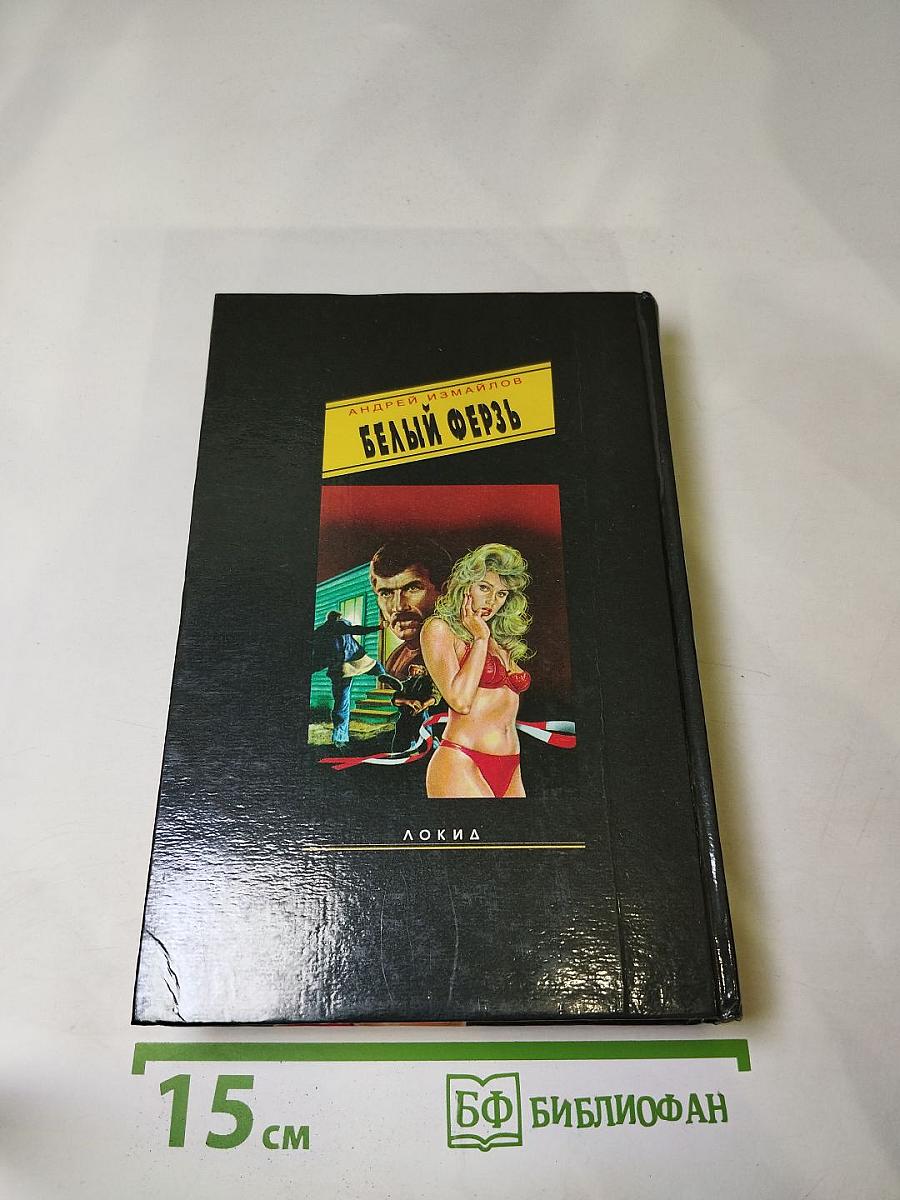 АНДРЕЙ ИЗМАЙЛОВ
БЕЛЫЙ ФЕРЗЬ
ЛОКИД
15 см
БФ БИБЛИОФАН